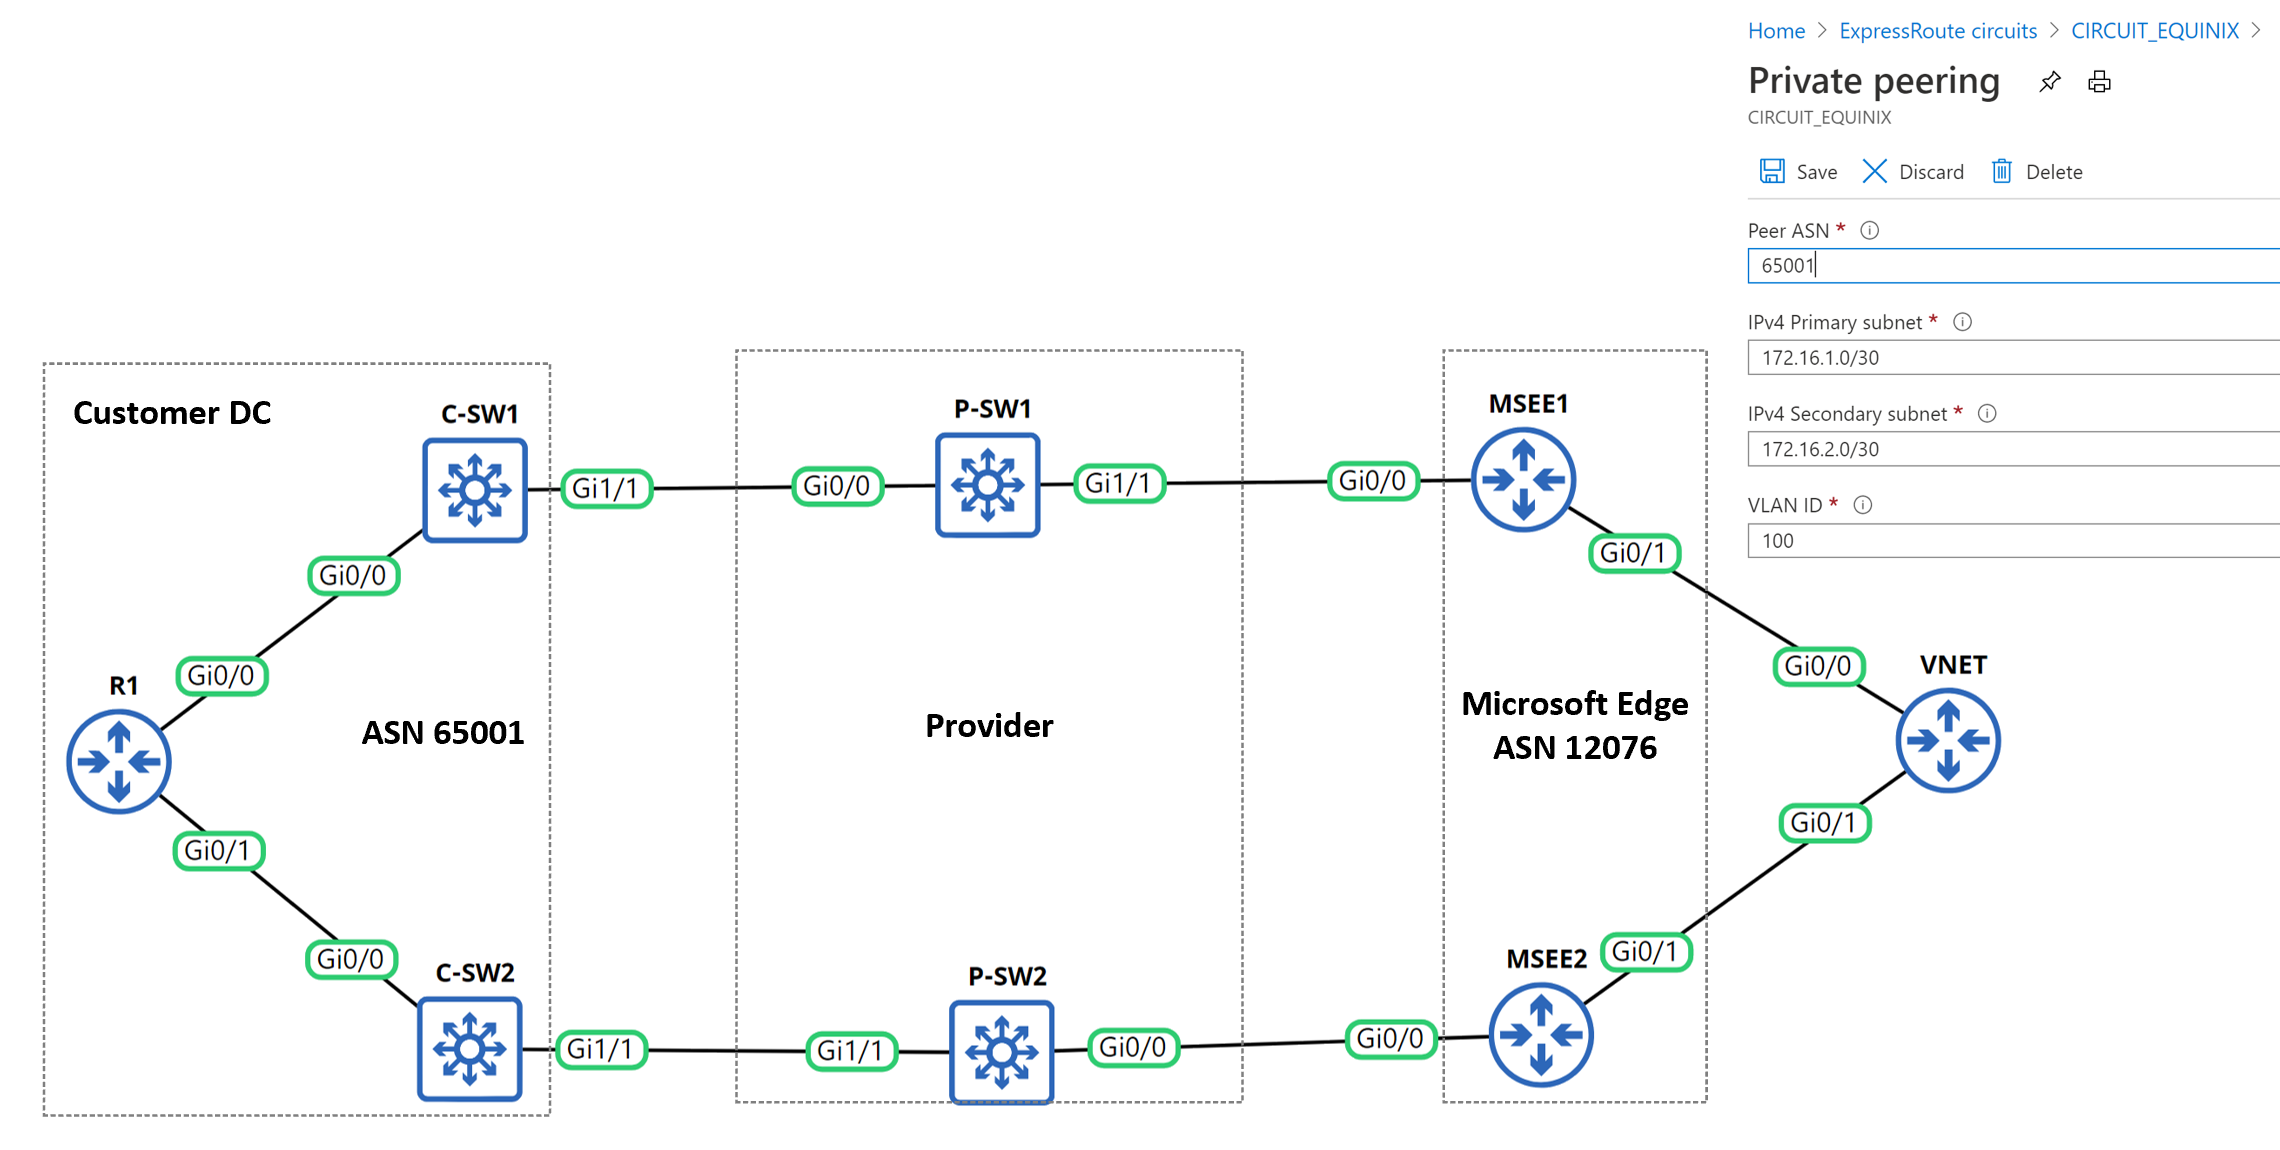 Home > ExpressRoute circuits > CIRCUIT_EQUINIX >
Private peering
CIRCUIT_EQUINIX
Save Discard Delete
Peer ASN *
65001
IPv4 Primary subnet *
172.16.1.0/30
IPv4 Secondary subnet *
172.16.2.0/30
VLAN ID *
100
Customer DC
C-SW1
Gi1/1
Gi0/0
P-SW1
Gi1/1
Gi0/0
MSEE1
Gi0/1
Gi0/0
Gi0/0
R1
Gi0/0
VNET
ASN 65001
Provider
Microsoft Edge
ASN 12076
Gi0/1
Gi0/1
Gi0/0
C-SW2
Gi1/1
Gi1/1
P-SW2
Gi0/0
Gi0/0
MSEE2
Gi0/1